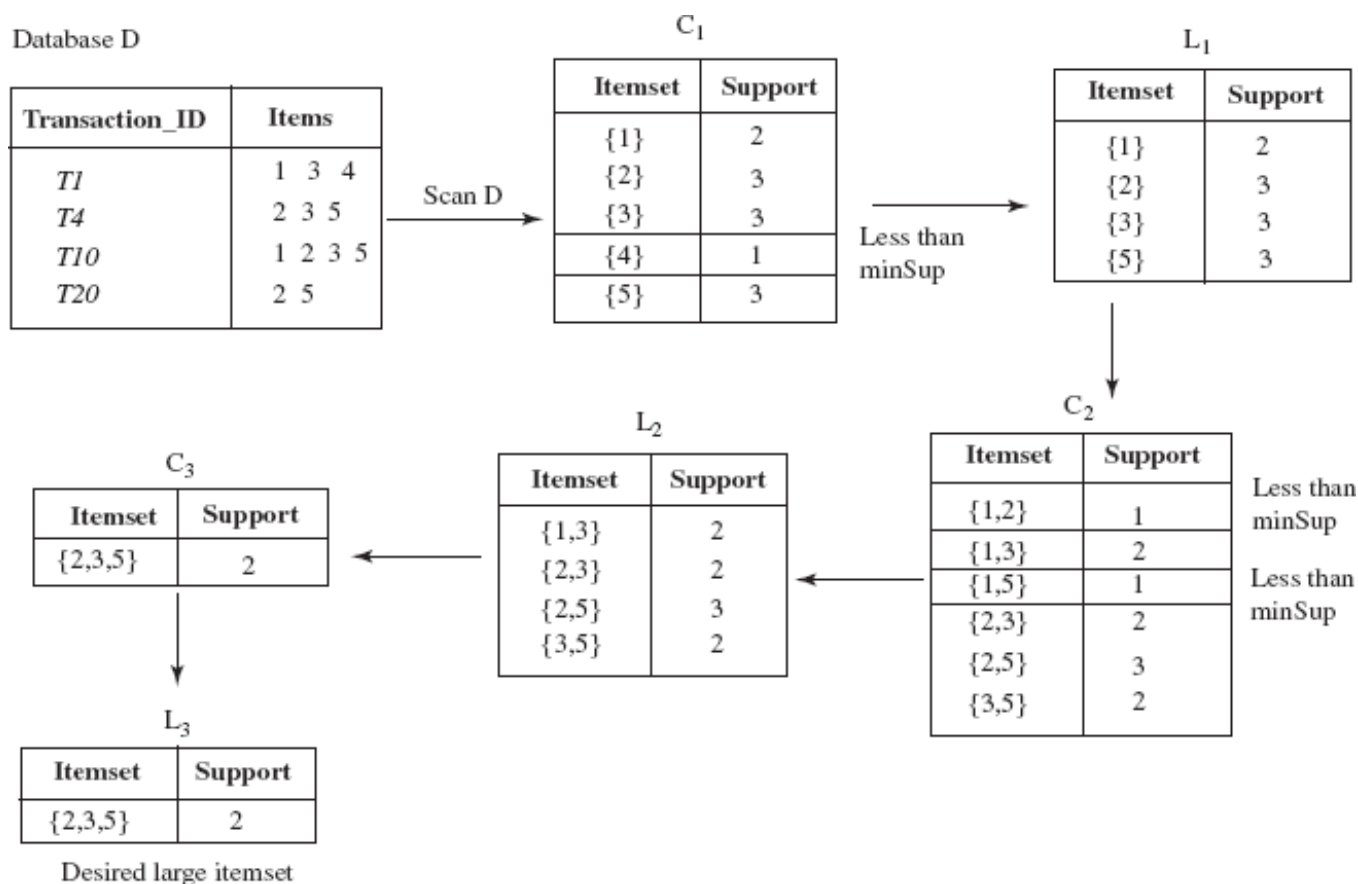 Database D
Transaction_ID Items
T1 1 3 4
T4 2 3 5
T10 1 2 3 5
T20 2 5
Scan D
C1
Itemset Support
{1} 2
{2} 3
{3} 3
{4} 1
{5} 3
Less than
minSup
L1
Itemset Support
{1} 2
{2} 3
{3} 3
{5} 3
C2
Itemset Support
{1,2} 1
{1,3} 2
{1,5} 1
{2,3} 2
{2,5} 3
{3,5} 2
Less than
minSup
Less than
minSup
L2
Itemset Support
{1,3} 2
{2,3} 2
{2,5} 3
{3,5} 2
C3
Itemset Support
{2,3,5} 2
L3
Itemset Support
{2,3,5} 2
Desired large itemset